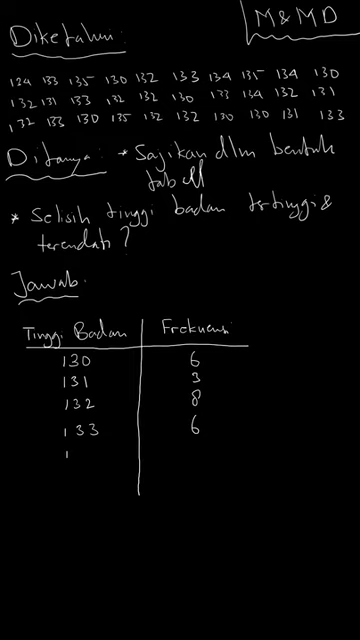 M & MD
Diketahui:
134 133 135 130 132 133 134 135 134 130
132 131 133 132 132 130 133 134 132 131
132 133 130 135 132 132 130 130 131 133
Ditanya: * Sajikan dlm bentuk
tabel
* Selisih tinggi badan tertinggi &
terendah?
Jawab:
Tinggi Badan Frekuensi
130 6
131 3
132 8
133 6
1